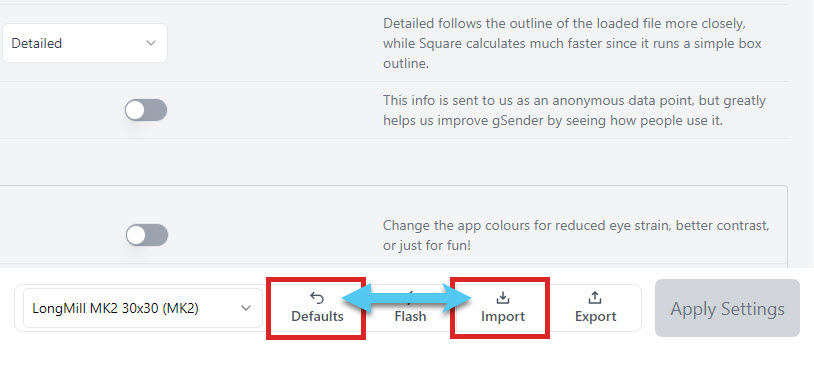 Detailed
Detailed follows the outline of the loaded file more closely,
while Square calculates much faster since it runs a simple box
outline.
This info is sent to us as an anonymous data point, but greatly
helps us improve gSender by seeing how people use it.
Change the app colours for reduced eye strain, better contrast,
or just for fun!
LongMill MK2 30x30 (MK2)
Defaults
Flash
Import
Export
Apply Settings